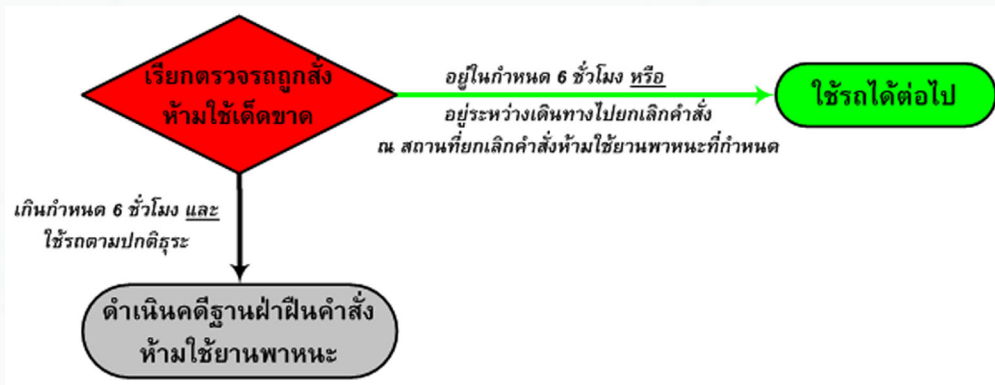 เรียกตรวจรถถูกสั่ง
ห้ามใช้เด็ดขาด
อยู่ในกำหนด 6 ชั่วโมง หรือ
อยู่ระหว่างเดินทางไปยกเลิกคำสั่ง
ณ สถานที่ยกเลิกคำสั่งห้ามใช้ยานพาหนะที่กำหนด
ใช้รถได้ต่อไป
เกินกำหนด 6 ชั่วโมง และ
ใช้รถตามปกติธุระ
ดำเนินคดีฐานฝ่าฝืนคำสั่ง
ห้ามใช้ยานพาหนะ